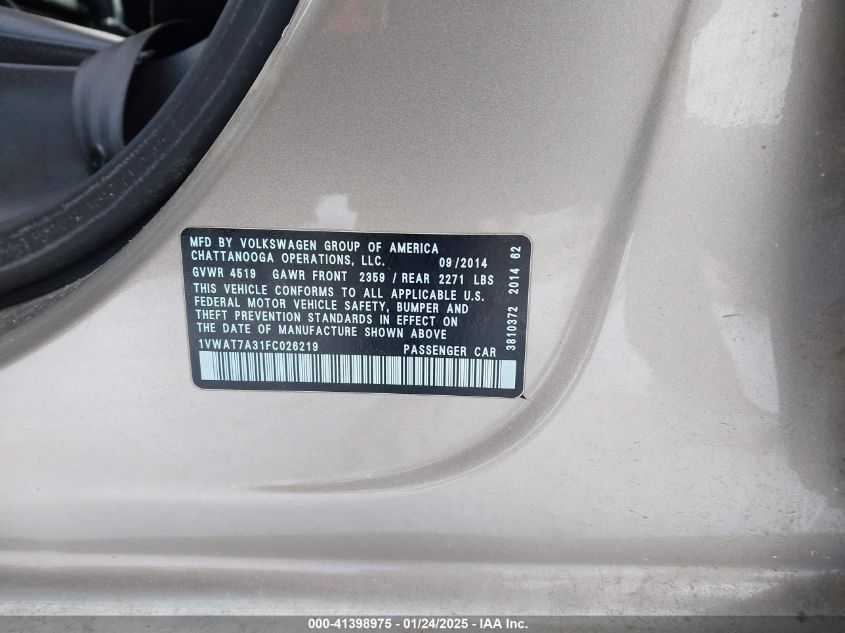 MFD BY VOLKSWAGEN GROUP OF AMERICA
CHATTANOOGA OPERATIONS, LLC. 09/2014
GVWR 4519 GAWR FRONT 2359 / REAR 2271 LBS
THIS VEHICLE CONFORMS TO ALL APPLICABLE U.S.
FEDERAL MOTOR VEHICLE SAFETY, BUMPER AND
THEFT PREVENTION STANDARDS IN EFFECT ON
THE DATE OF MANUFACTURE SHOWN ABOVE
1VWAT7A31FC026219 PASSENGER CAR
3810372 2014 62
000-41398975 - 01/24/2025 - IAAI.com